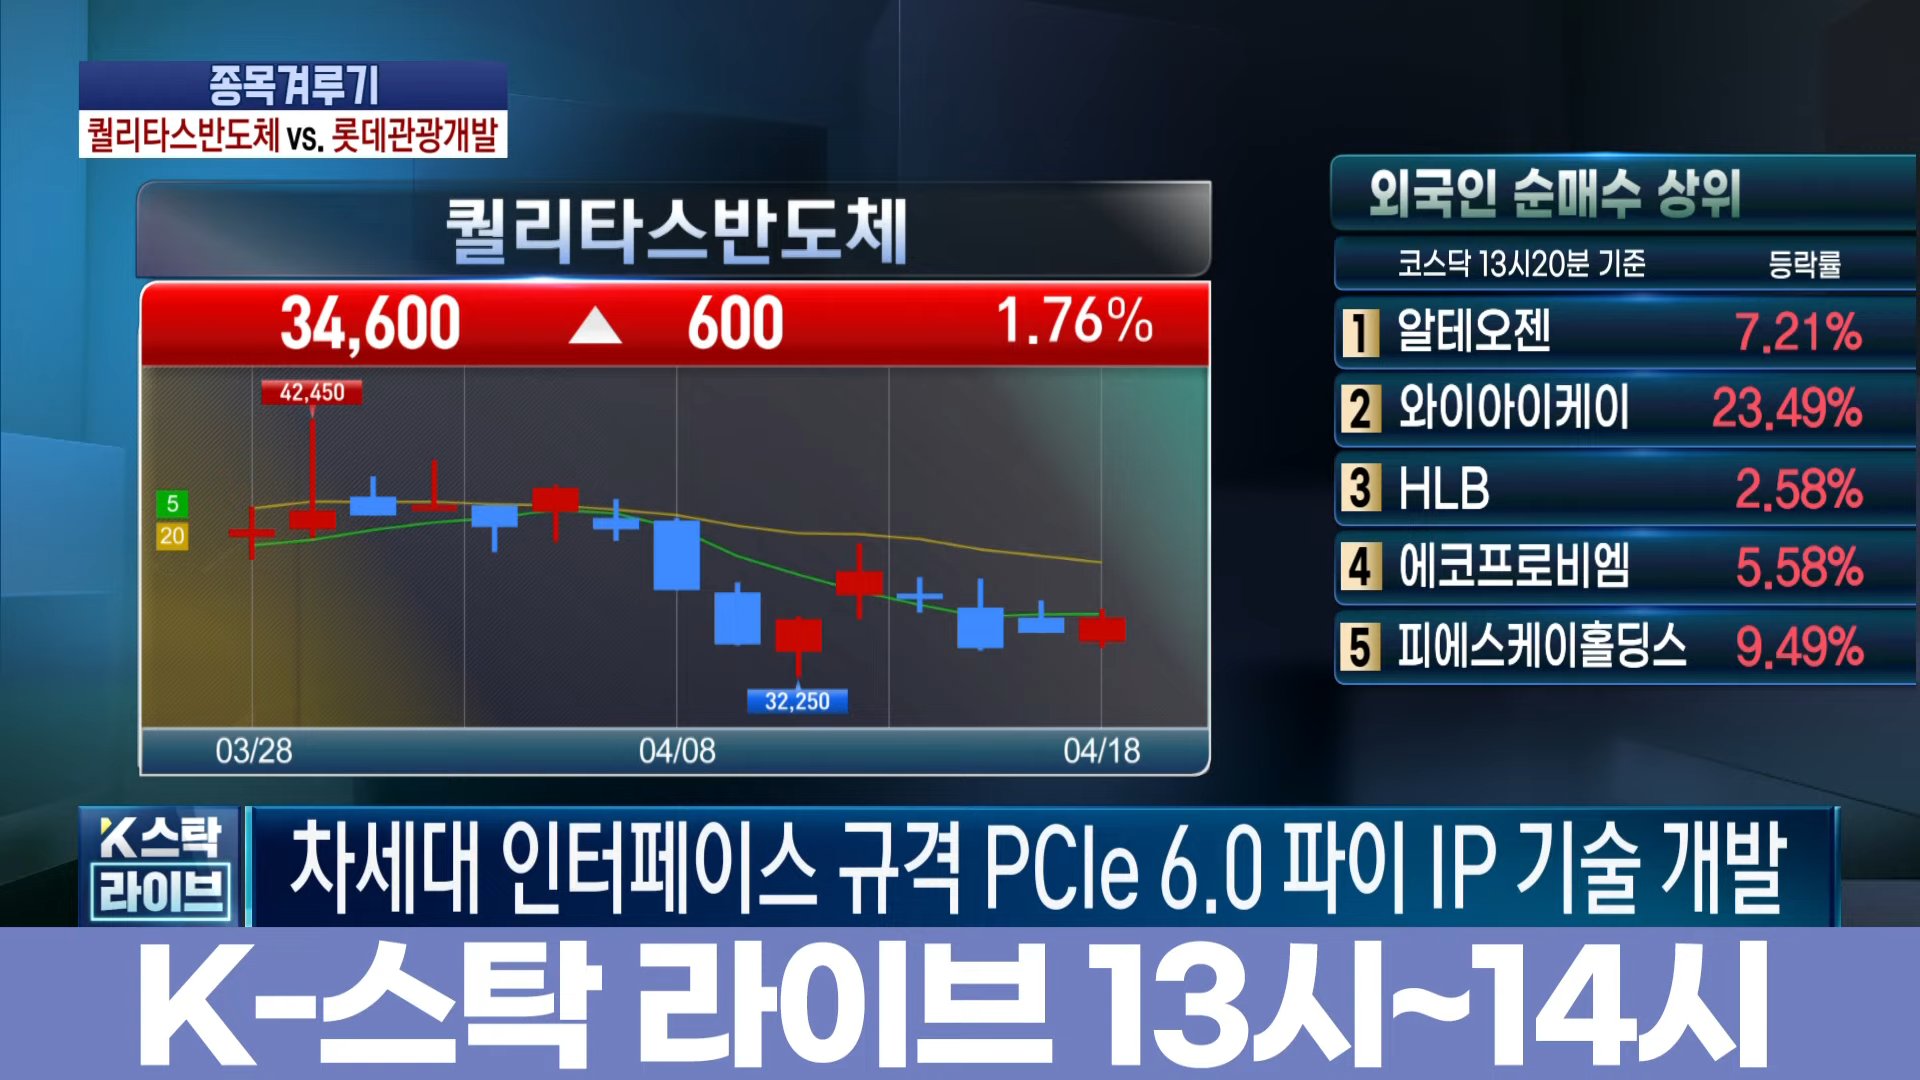 종목겨루기
퀄리타스반도체 vs. 롯데관광개발
퀄리타스반도체
34,600 ▲ 600 1.76%
42,450
5
20
32,250
03/28 04/08 04/18
외국인 순매수 상위
코스닥 13시20분 기준 등락률
1 알테오젠 7.21%
2 와이아이케이 23.49%
3 HLB 2.58%
4 에코프로비엠 5.58%
5 피에스케이홀딩스 9.49%
K스탁
라이브
차세대 인터페이스 규격 PCIe 6.0 파이 IP 기술 개발
K-스탁 라이브 13시~14시